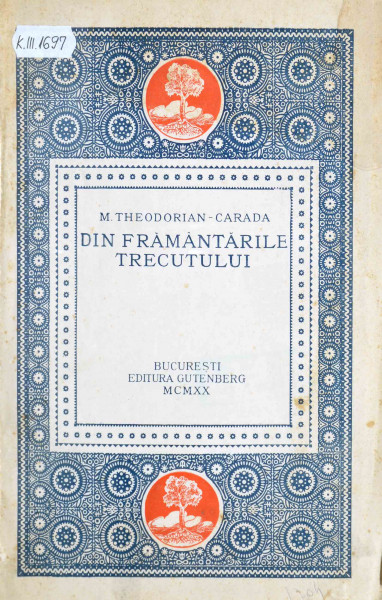 K.III.1697
M. THEODORIAN-CARADA
DIN FRĂMÂNTĂRILE
TRECUTULUI
BUCUREȘTI
EDITURA GUTENBERG
MCMXX